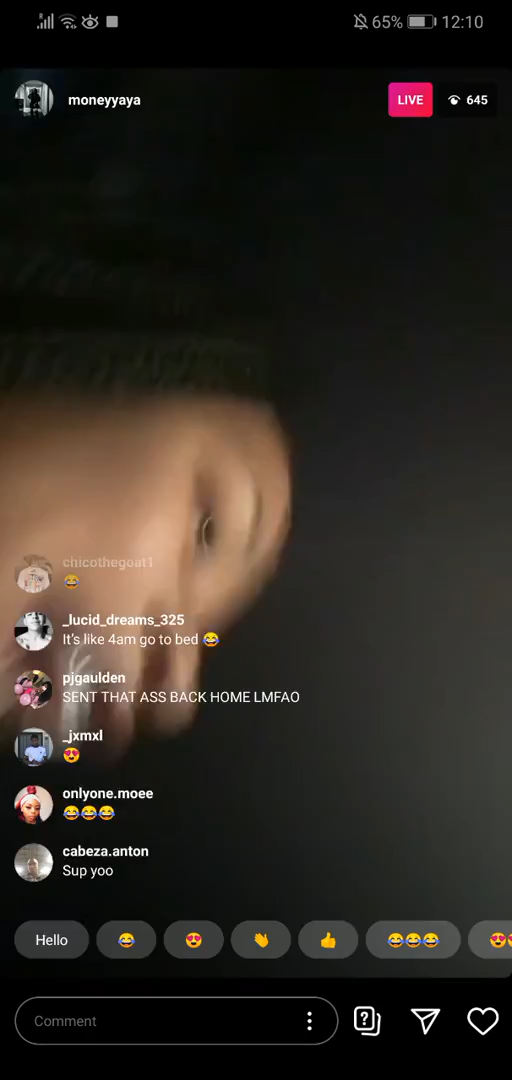 65% 12:10
moneyyaya LIVE 645
chicothegoat1
😂
_lucid_dreams_325
It's like 4am go to bed 😂
pjgaulden
SENT THAT ASS BACK HOME LMFAO
_jxmxl
😍
onlyone.moee
😂😂😂
cabeza.anton
Sup yoo
Hello 😂 😍 👏 👍 😂😂😂 😍😍
Comment